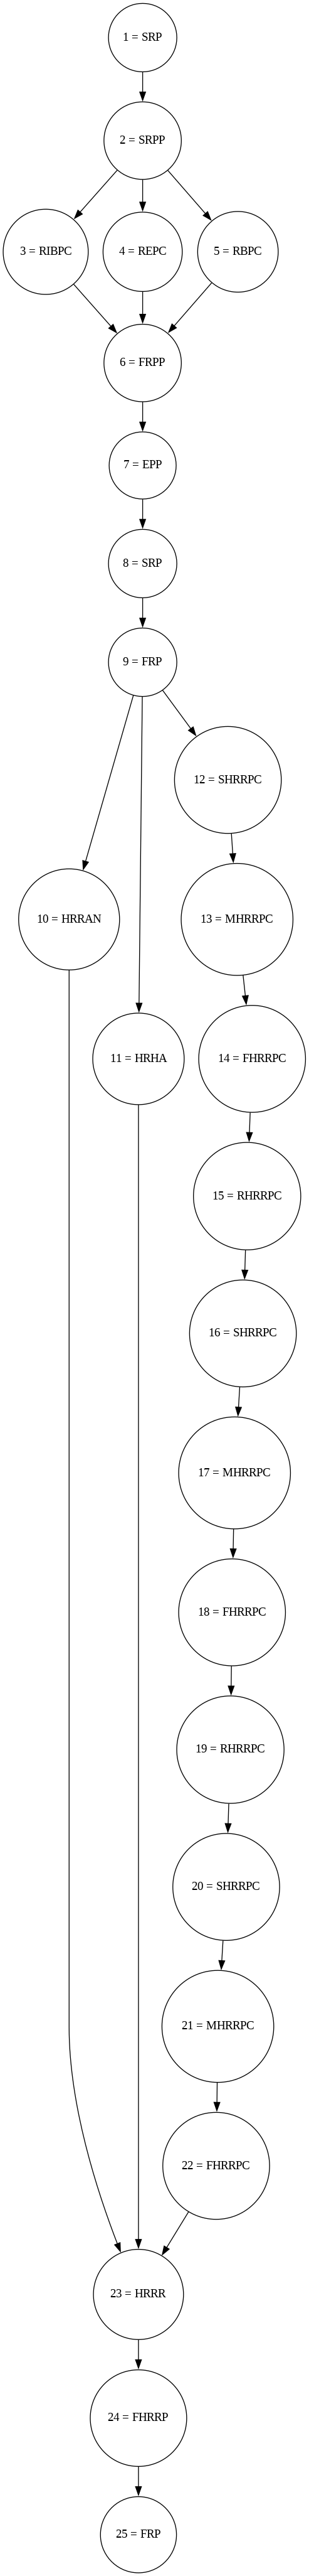 1 = SRP
2 = SRPP
3 = RIBPC
4 = REPC
5 = RBPC
6 = FRPP
7 = EPP
8 = SRP
9 = FRP
12 = SHRRPC
10 = HRRAN
13 = MHRRPC
11 = HRHA
14 = FHRRPC
15 = RHRRPC
16 = SHRRPC
17 = MHRRPC
18 = FHRRPC
19 = RHRRPC
20 = SHRRPC
21 = MHRRPC
22 = FHRRPC
23 = HRRR
24 = FHRRP
25 = FRP